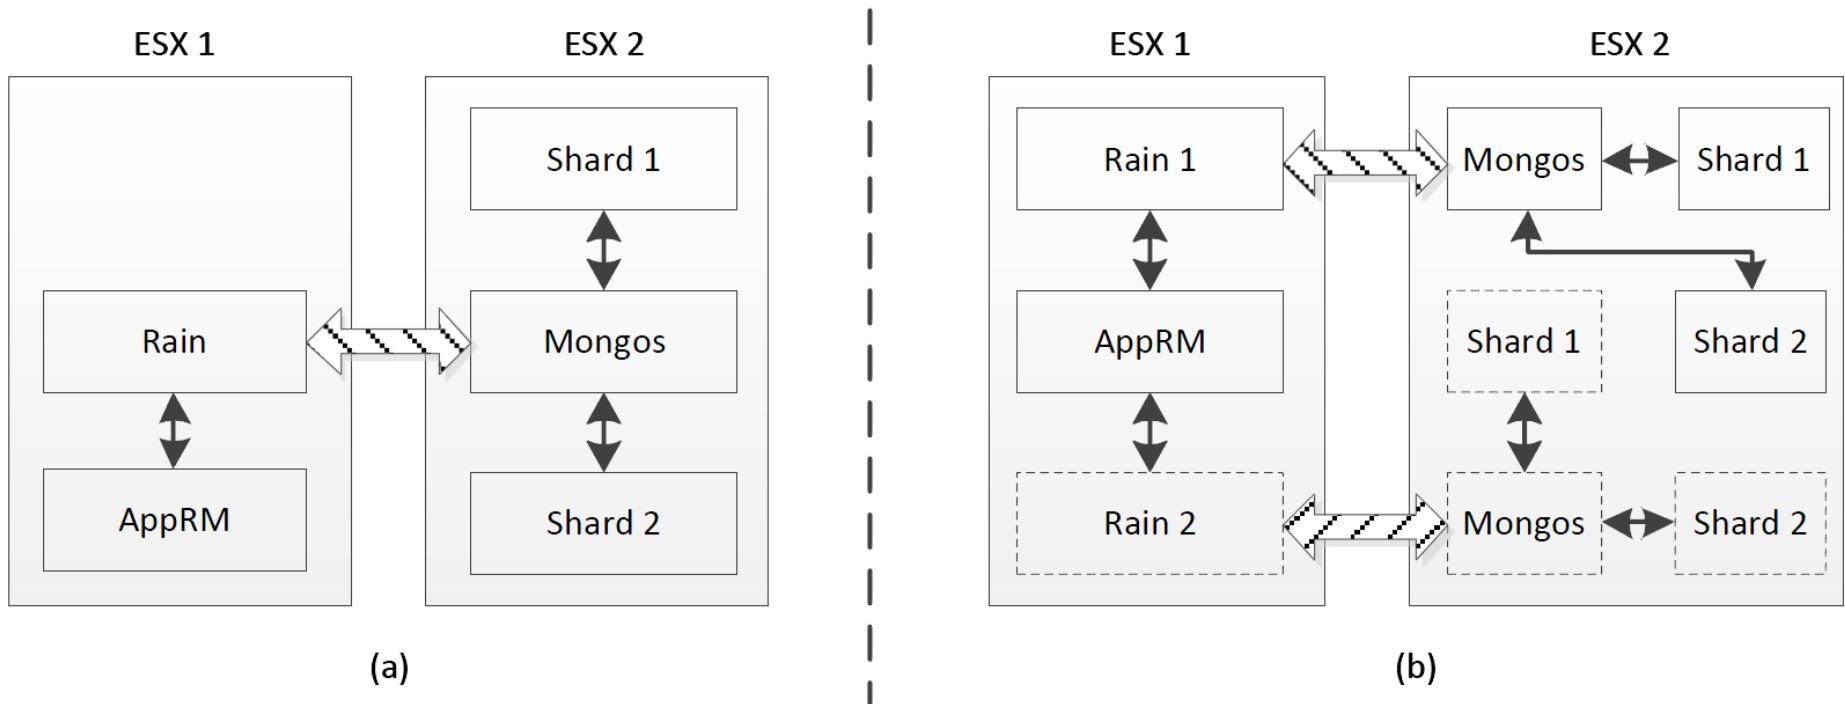 ESX 1
ESX 2
Shard 1
Rain
Mongos
AppRM
Shard 2
(a)
ESX 1
ESX 2
Rain 1
Mongos
Shard 1
AppRM
Shard 1
Shard 2
Rain 2
Mongos
Shard 2
(b)